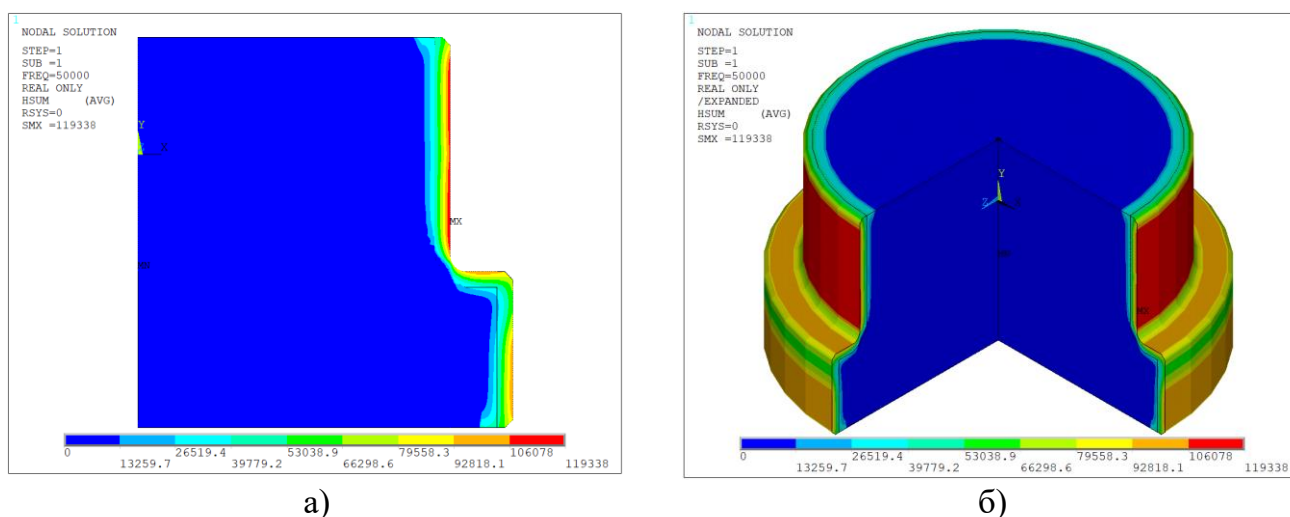 1
NODAL SOLUTION
STEP=1
SUB =1
FREQ=50000
REAL ONLY
HSUM (AVG)
RSYS=0
SMX =119338
Y
Z X
MX
MN
0 26519.4 53038.9 79558.3 106078
13259.7 39779.2 66298.6 92818.1 119338
а)
1
NODAL SOLUTION
STEP=1
SUB =1
FREQ=50000
REAL ONLY
/EXPANDED
HSUM (AVG)
RSYS=0
SMX =119338
Y
Z X
MN
MX
0 26519.4 53038.9 79558.3 106078
13259.7 39779.2 66298.6 92818.1 119338
б)